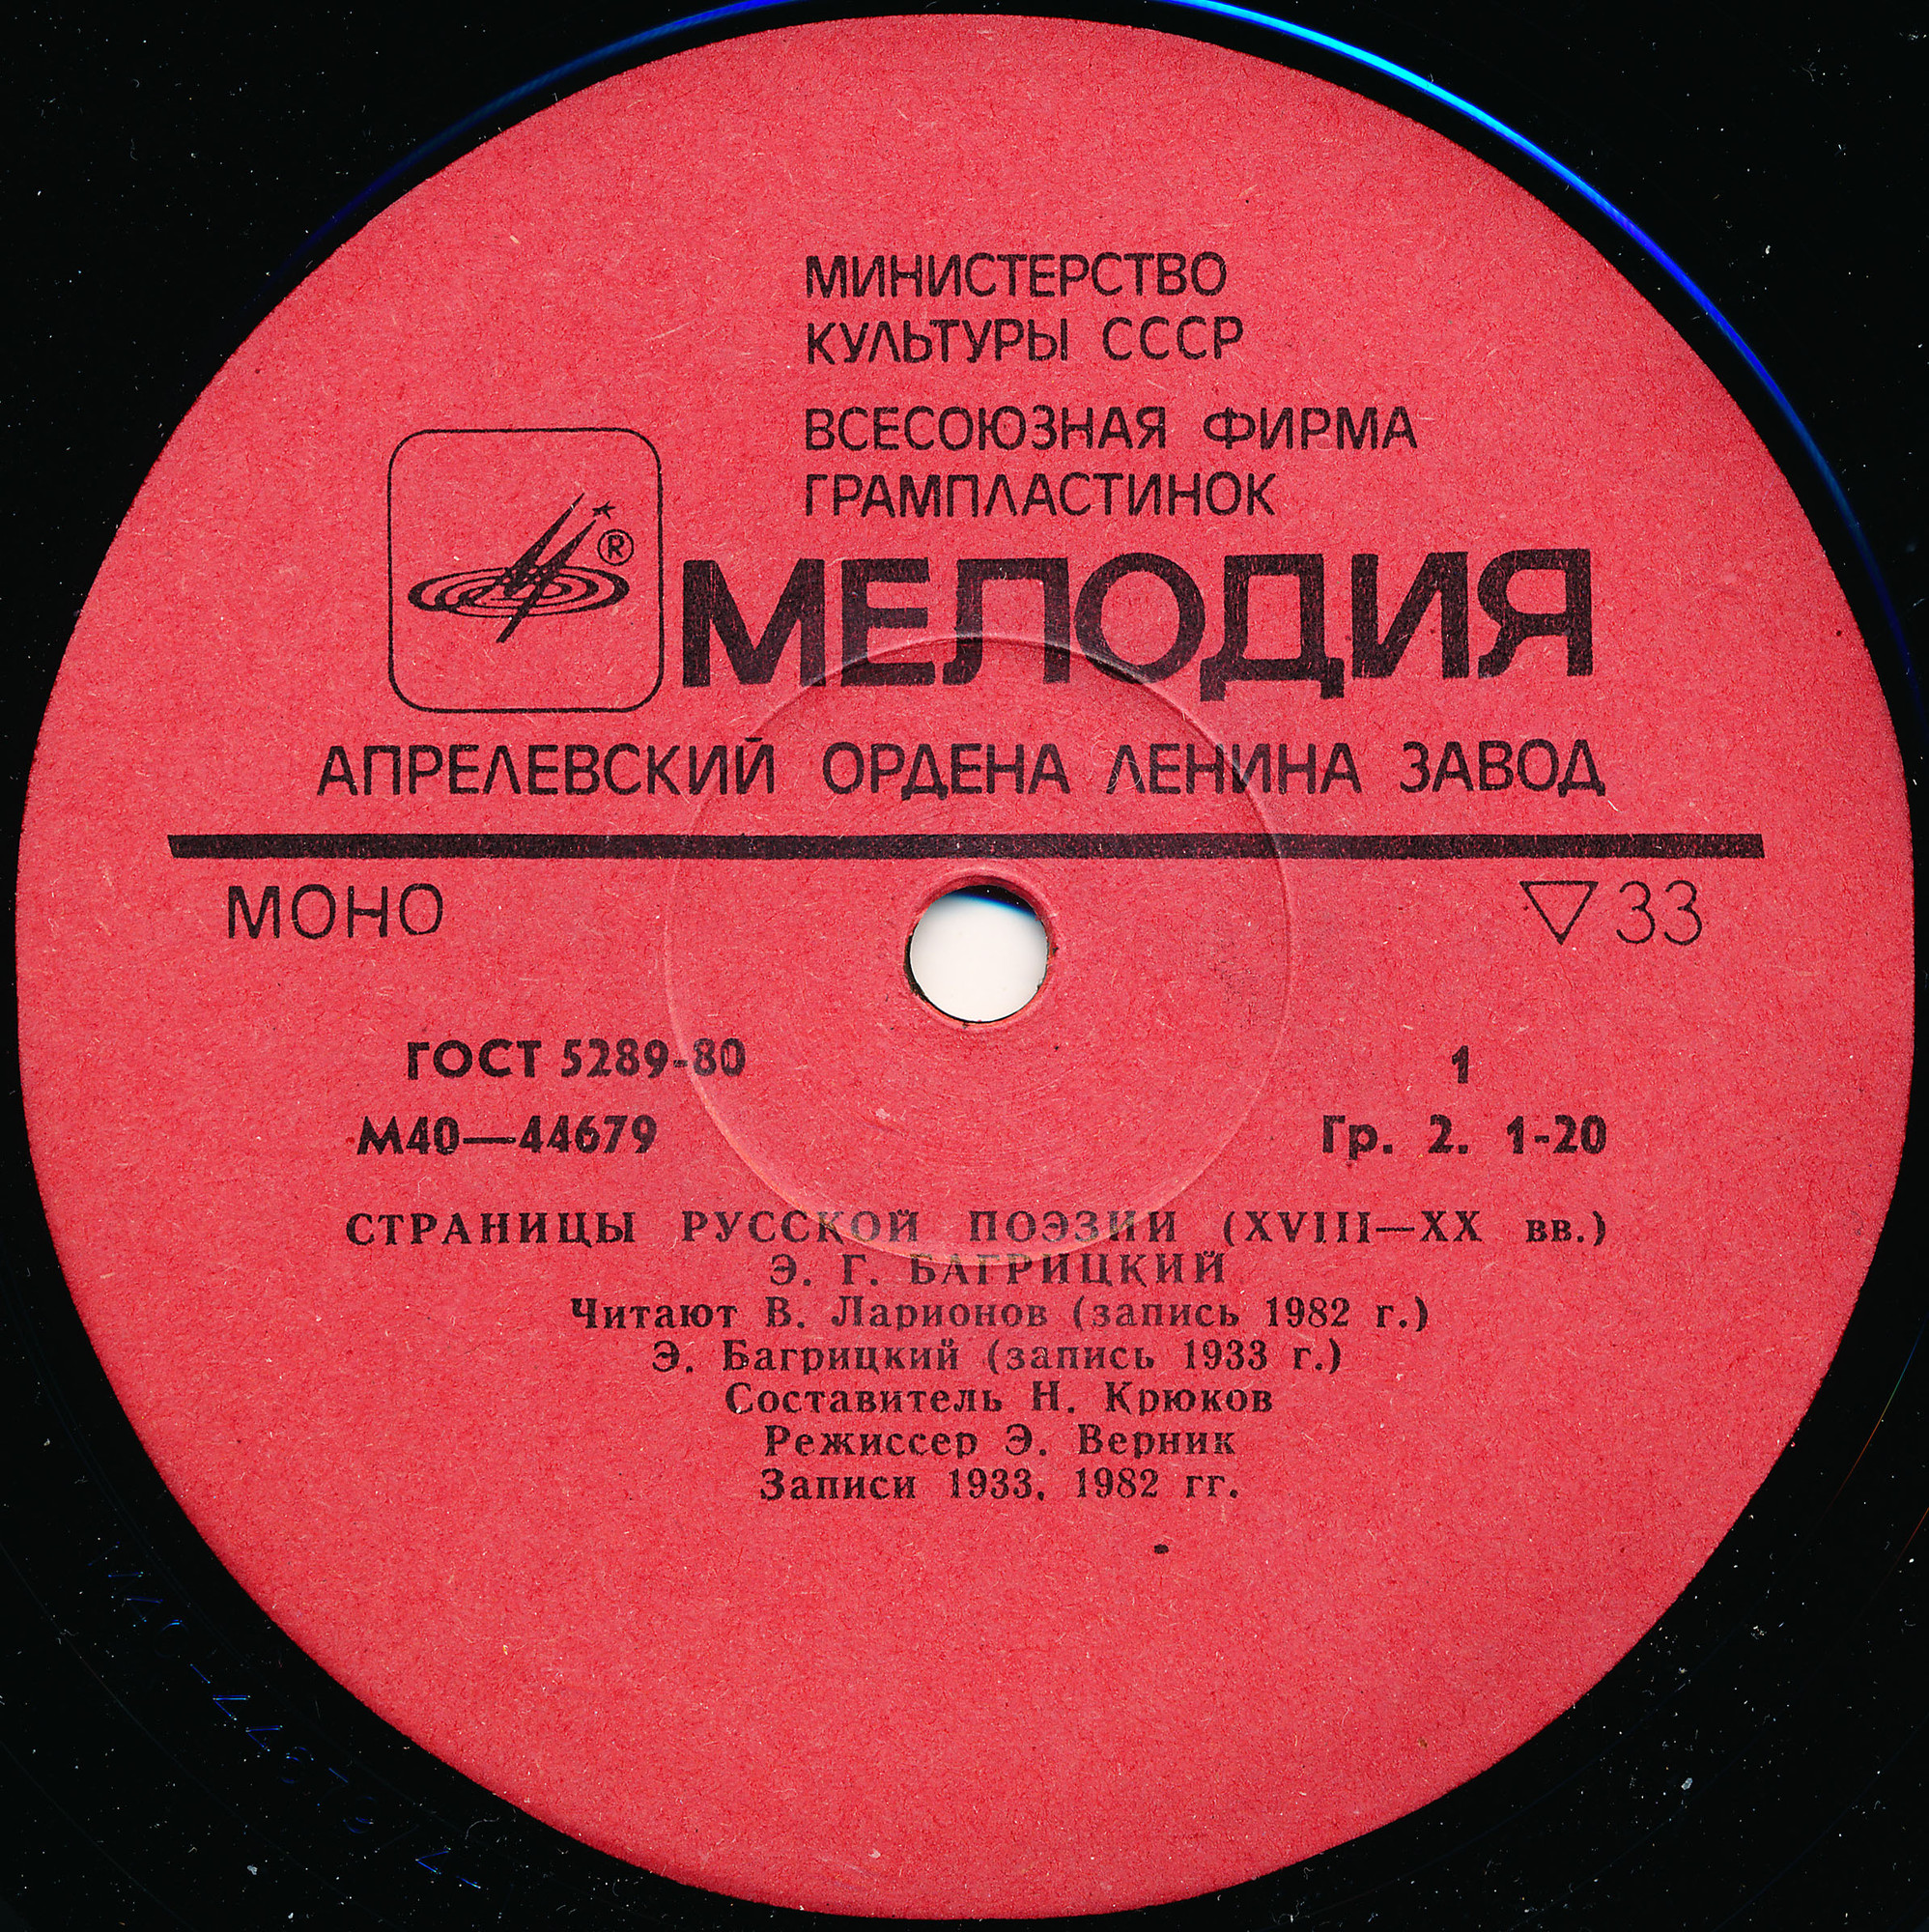 МИНИСТЕРСТВО
КУЛЬТУРЫ СССР
ВСЕСОЮЗНАЯ ФИРМА
ГРАМПЛАСТИНОК
®
МЕЛОДИЯ
АПРЕЛЕВСКИЙ ОРДЕНА ЛЕНИНА ЗАВОД
МОНО ▽33
ГОСТ 5289-80 1
М40—44679 Гр. 2. 1-20
СТРАНИЦЫ РУССКОЙ ПОЭЗИИ (XVIII—XX вв.)
Э. Г. БАГРИЦКИЙ
Читают В. Ларионов (запись 1982 г.)
Э. Багрицкий (запись 1933 г.)
Составитель Н. Крюков
Режиссер Э. Верник
Записи 1933, 1982 гг.